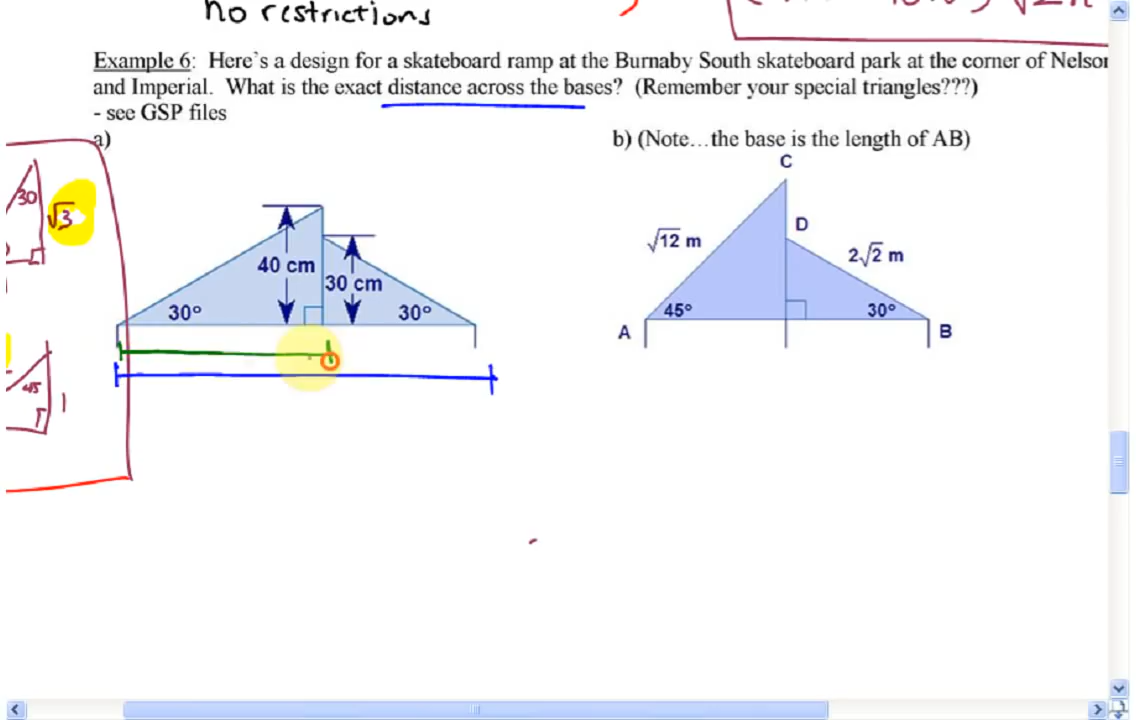 no restrictions
Example 6: Here's a design for a skateboard ramp at the Burnaby South skateboard park at the corner of Nelson
and Imperial. What is the exact distance across the bases? (Remember your special triangles???)
- see GSP files
a)
b) (Note...the base is the length of AB)
30
√3
40 cm
30 cm
30°
30°
45
1
C
D
√12 m
2√2 m
45°
30°
A
B